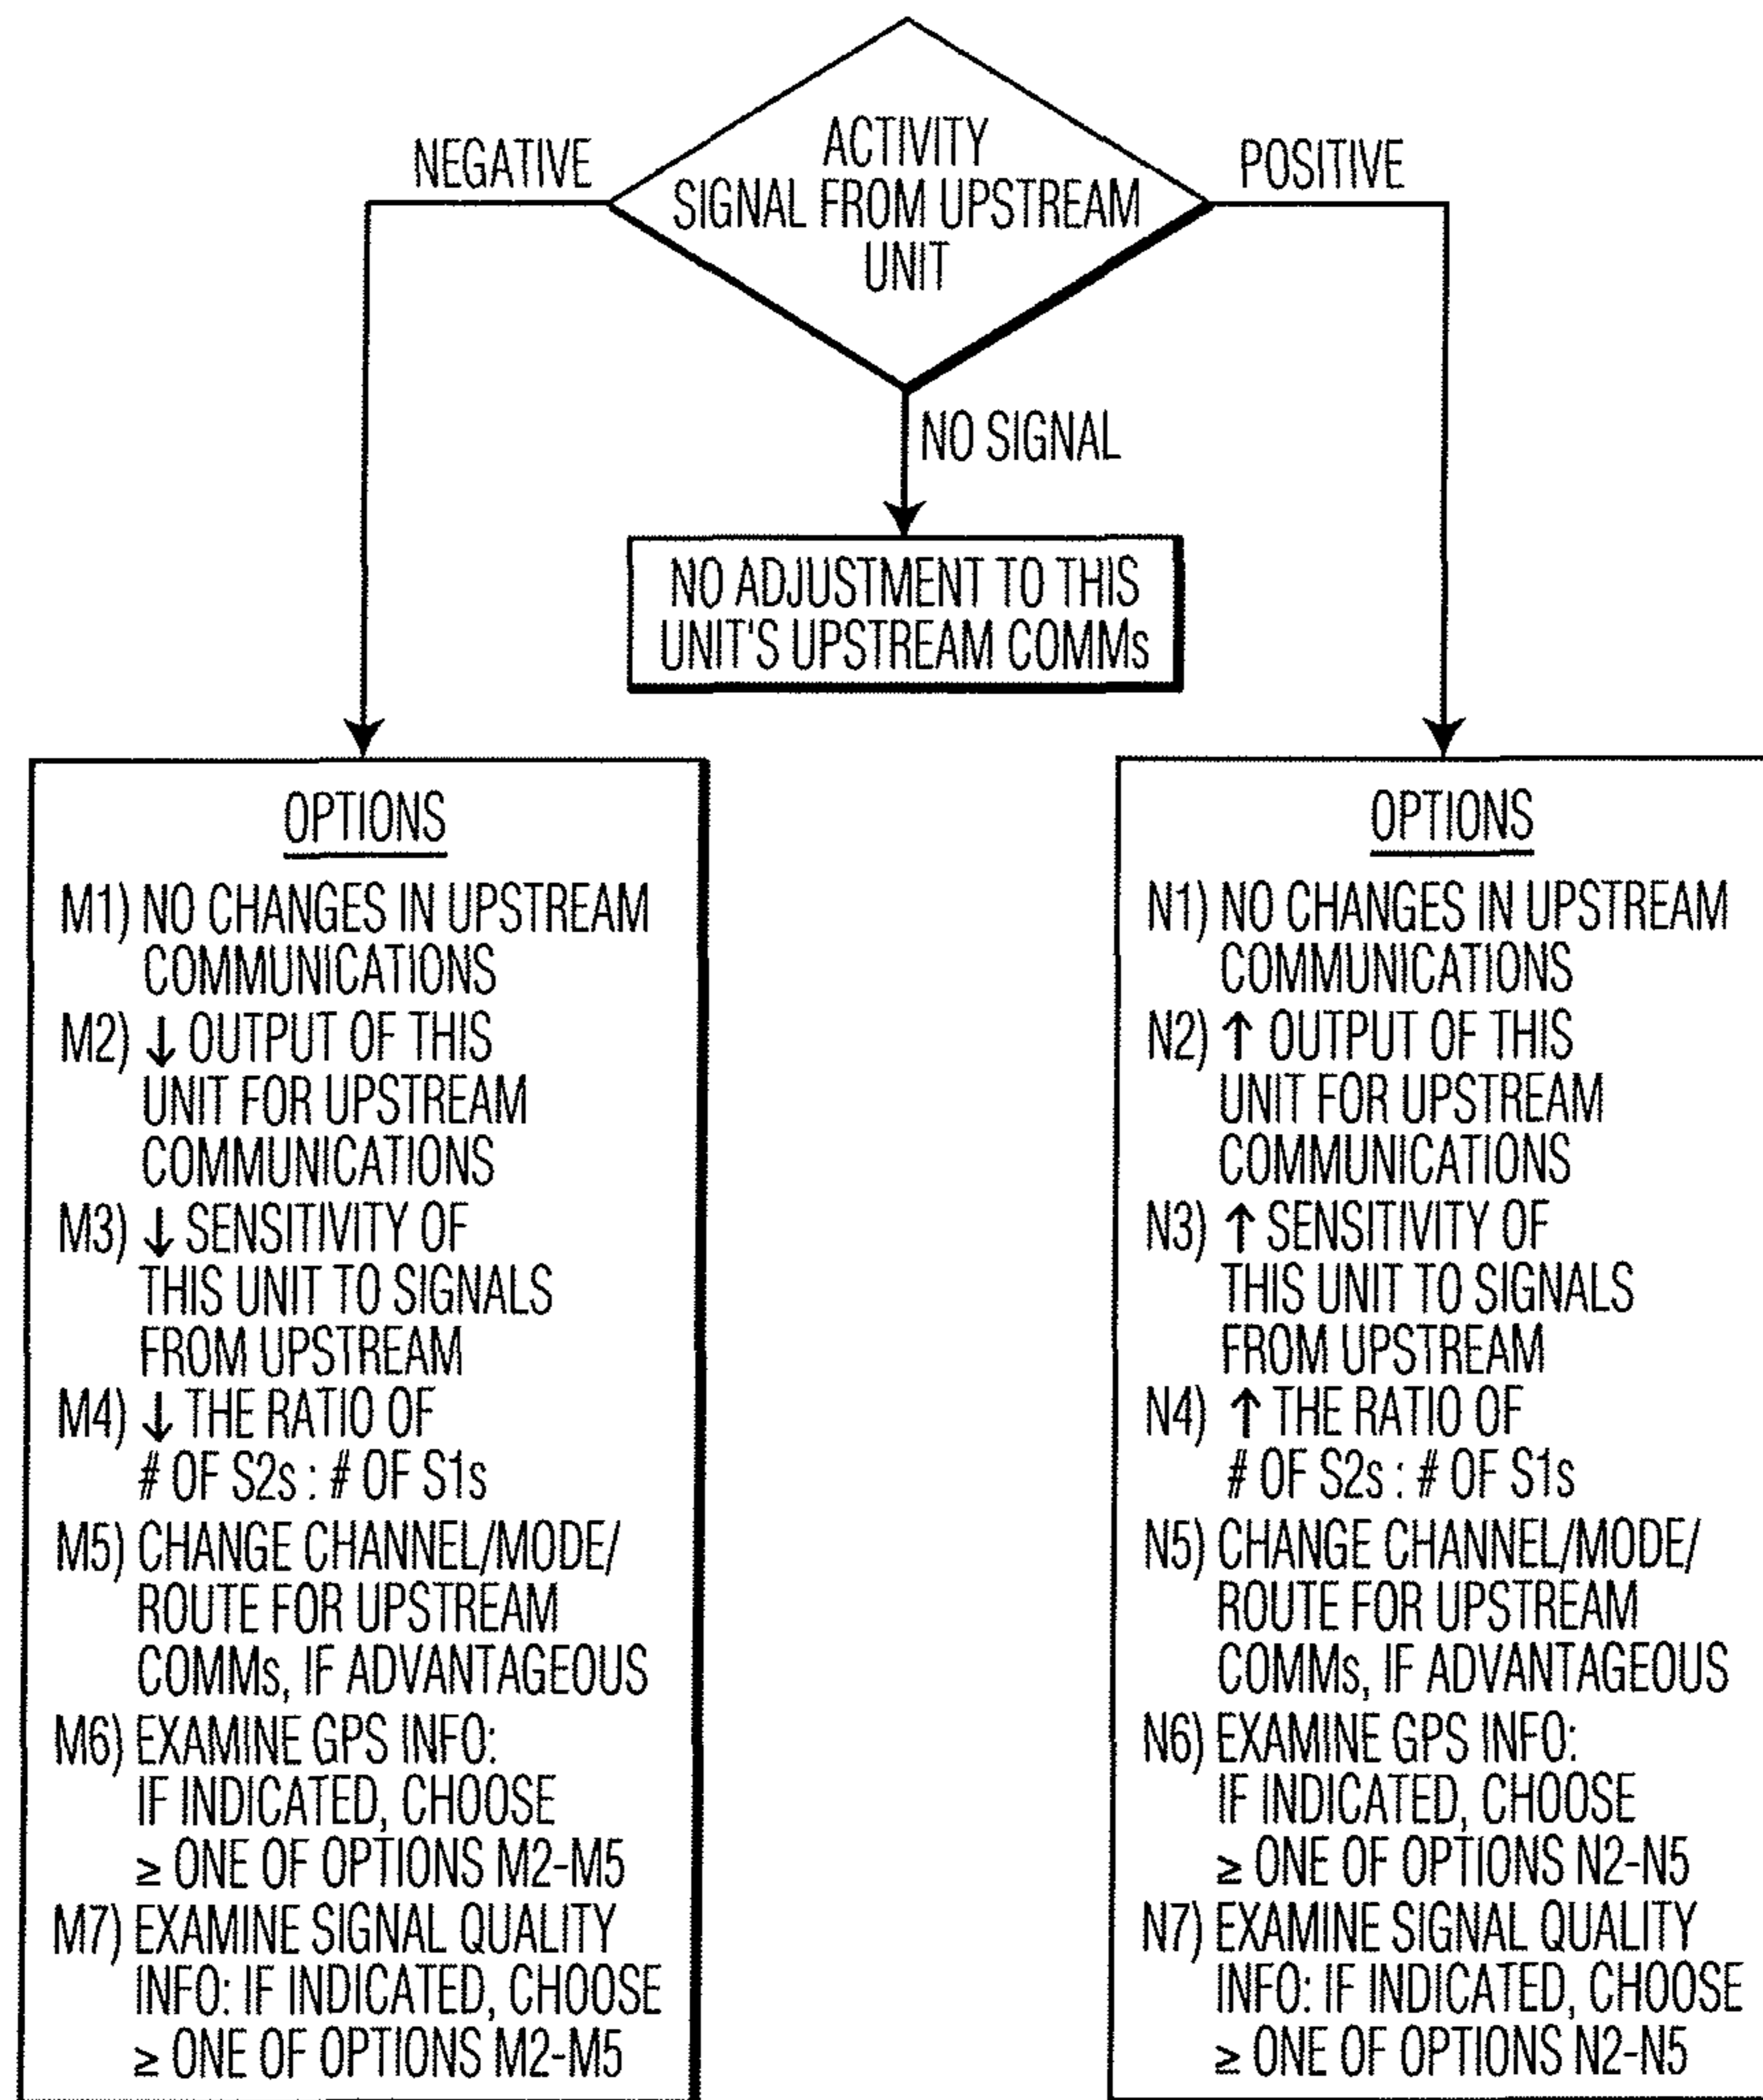 ACTIVITY
SIGNAL FROM UPSTREAM
UNIT
NEGATIVE
POSITIVE
NO SIGNAL
NO ADJUSTMENT TO THIS
UNIT'S UPSTREAM COMMs
OPTIONS
M1) NO CHANGES IN UPSTREAM
COMMUNICATIONS
M2) ↓ OUTPUT OF THIS
UNIT FOR UPSTREAM
COMMUNICATIONS
M3) ↓ SENSITIVITY OF
THIS UNIT TO SIGNALS
FROM UPSTREAM
M4) ↓ THE RATIO OF
# OF S2s : # OF S1s
M5) CHANGE CHANNEL/MODE/
ROUTE FOR UPSTREAM
COMMs, IF ADVANTAGEOUS
M6) EXAMINE GPS INFO:
IF INDICATED, CHOOSE
≥ ONE OF OPTIONS M2-M5
M7) EXAMINE SIGNAL QUALITY
INFO: IF INDICATED, CHOOSE
≥ ONE OF OPTIONS M2-M5
OPTIONS
N1) NO CHANGES IN UPSTREAM
COMMUNICATIONS
N2) ↑ OUTPUT OF THIS
UNIT FOR UPSTREAM
COMMUNICATIONS
N3) ↑ SENSITIVITY OF
THIS UNIT TO SIGNALS
FROM UPSTREAM
N4) ↑ THE RATIO OF
# OF S2s : # OF S1s
N5) CHANGE CHANNEL/MODE/
ROUTE FOR UPSTREAM
COMMs, IF ADVANTAGEOUS
N6) EXAMINE GPS INFO:
IF INDICATED, CHOOSE
≥ ONE OF OPTIONS N2-N5
N7) EXAMINE SIGNAL QUALITY
INFO: IF INDICATED, CHOOSE
≥ ONE OF OPTIONS N2-N5